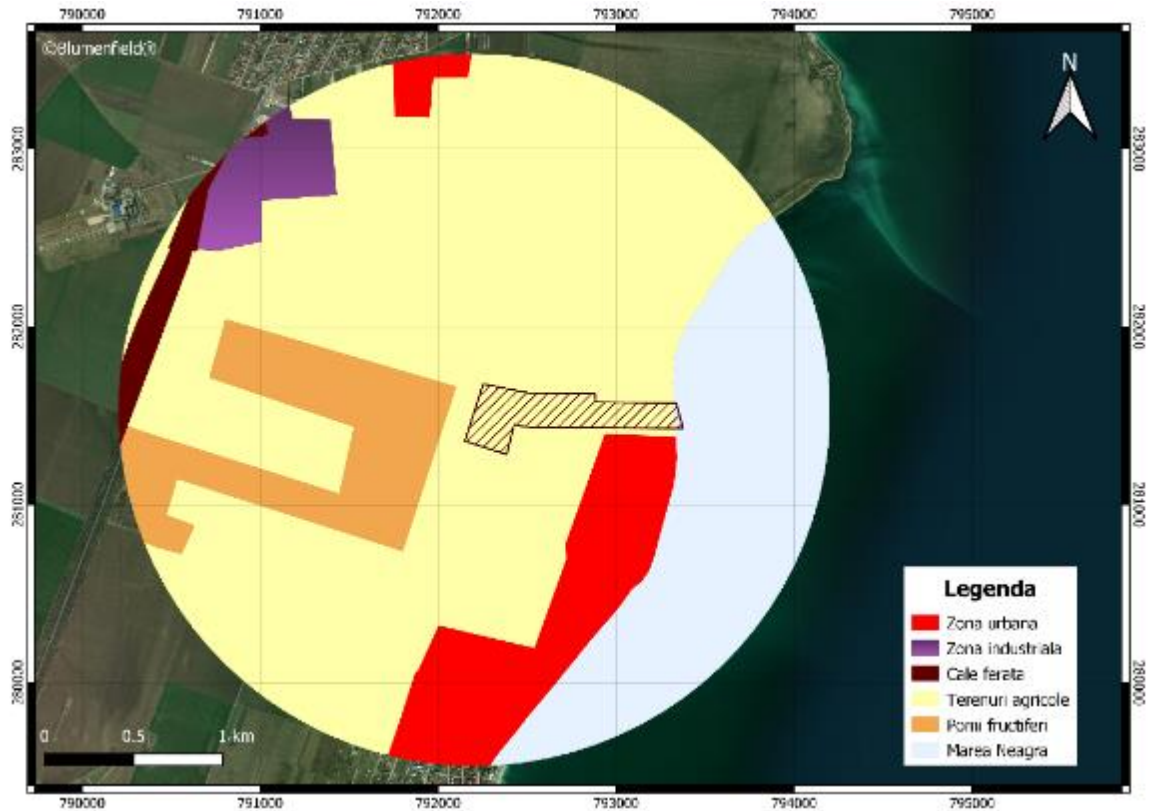 790000 791000 792000 793000 794000 795000
©Blumenfield®
N
283000 283000
282000 282000
281000 281000
280000 280000
Legenda
Zona urbana
Zona industriala
Cale ferata
Terenuri agricole
Pomi fructiferi
Marea Neagra
0 0.5 1 km
790000 791000 792000 793000 794000 795000